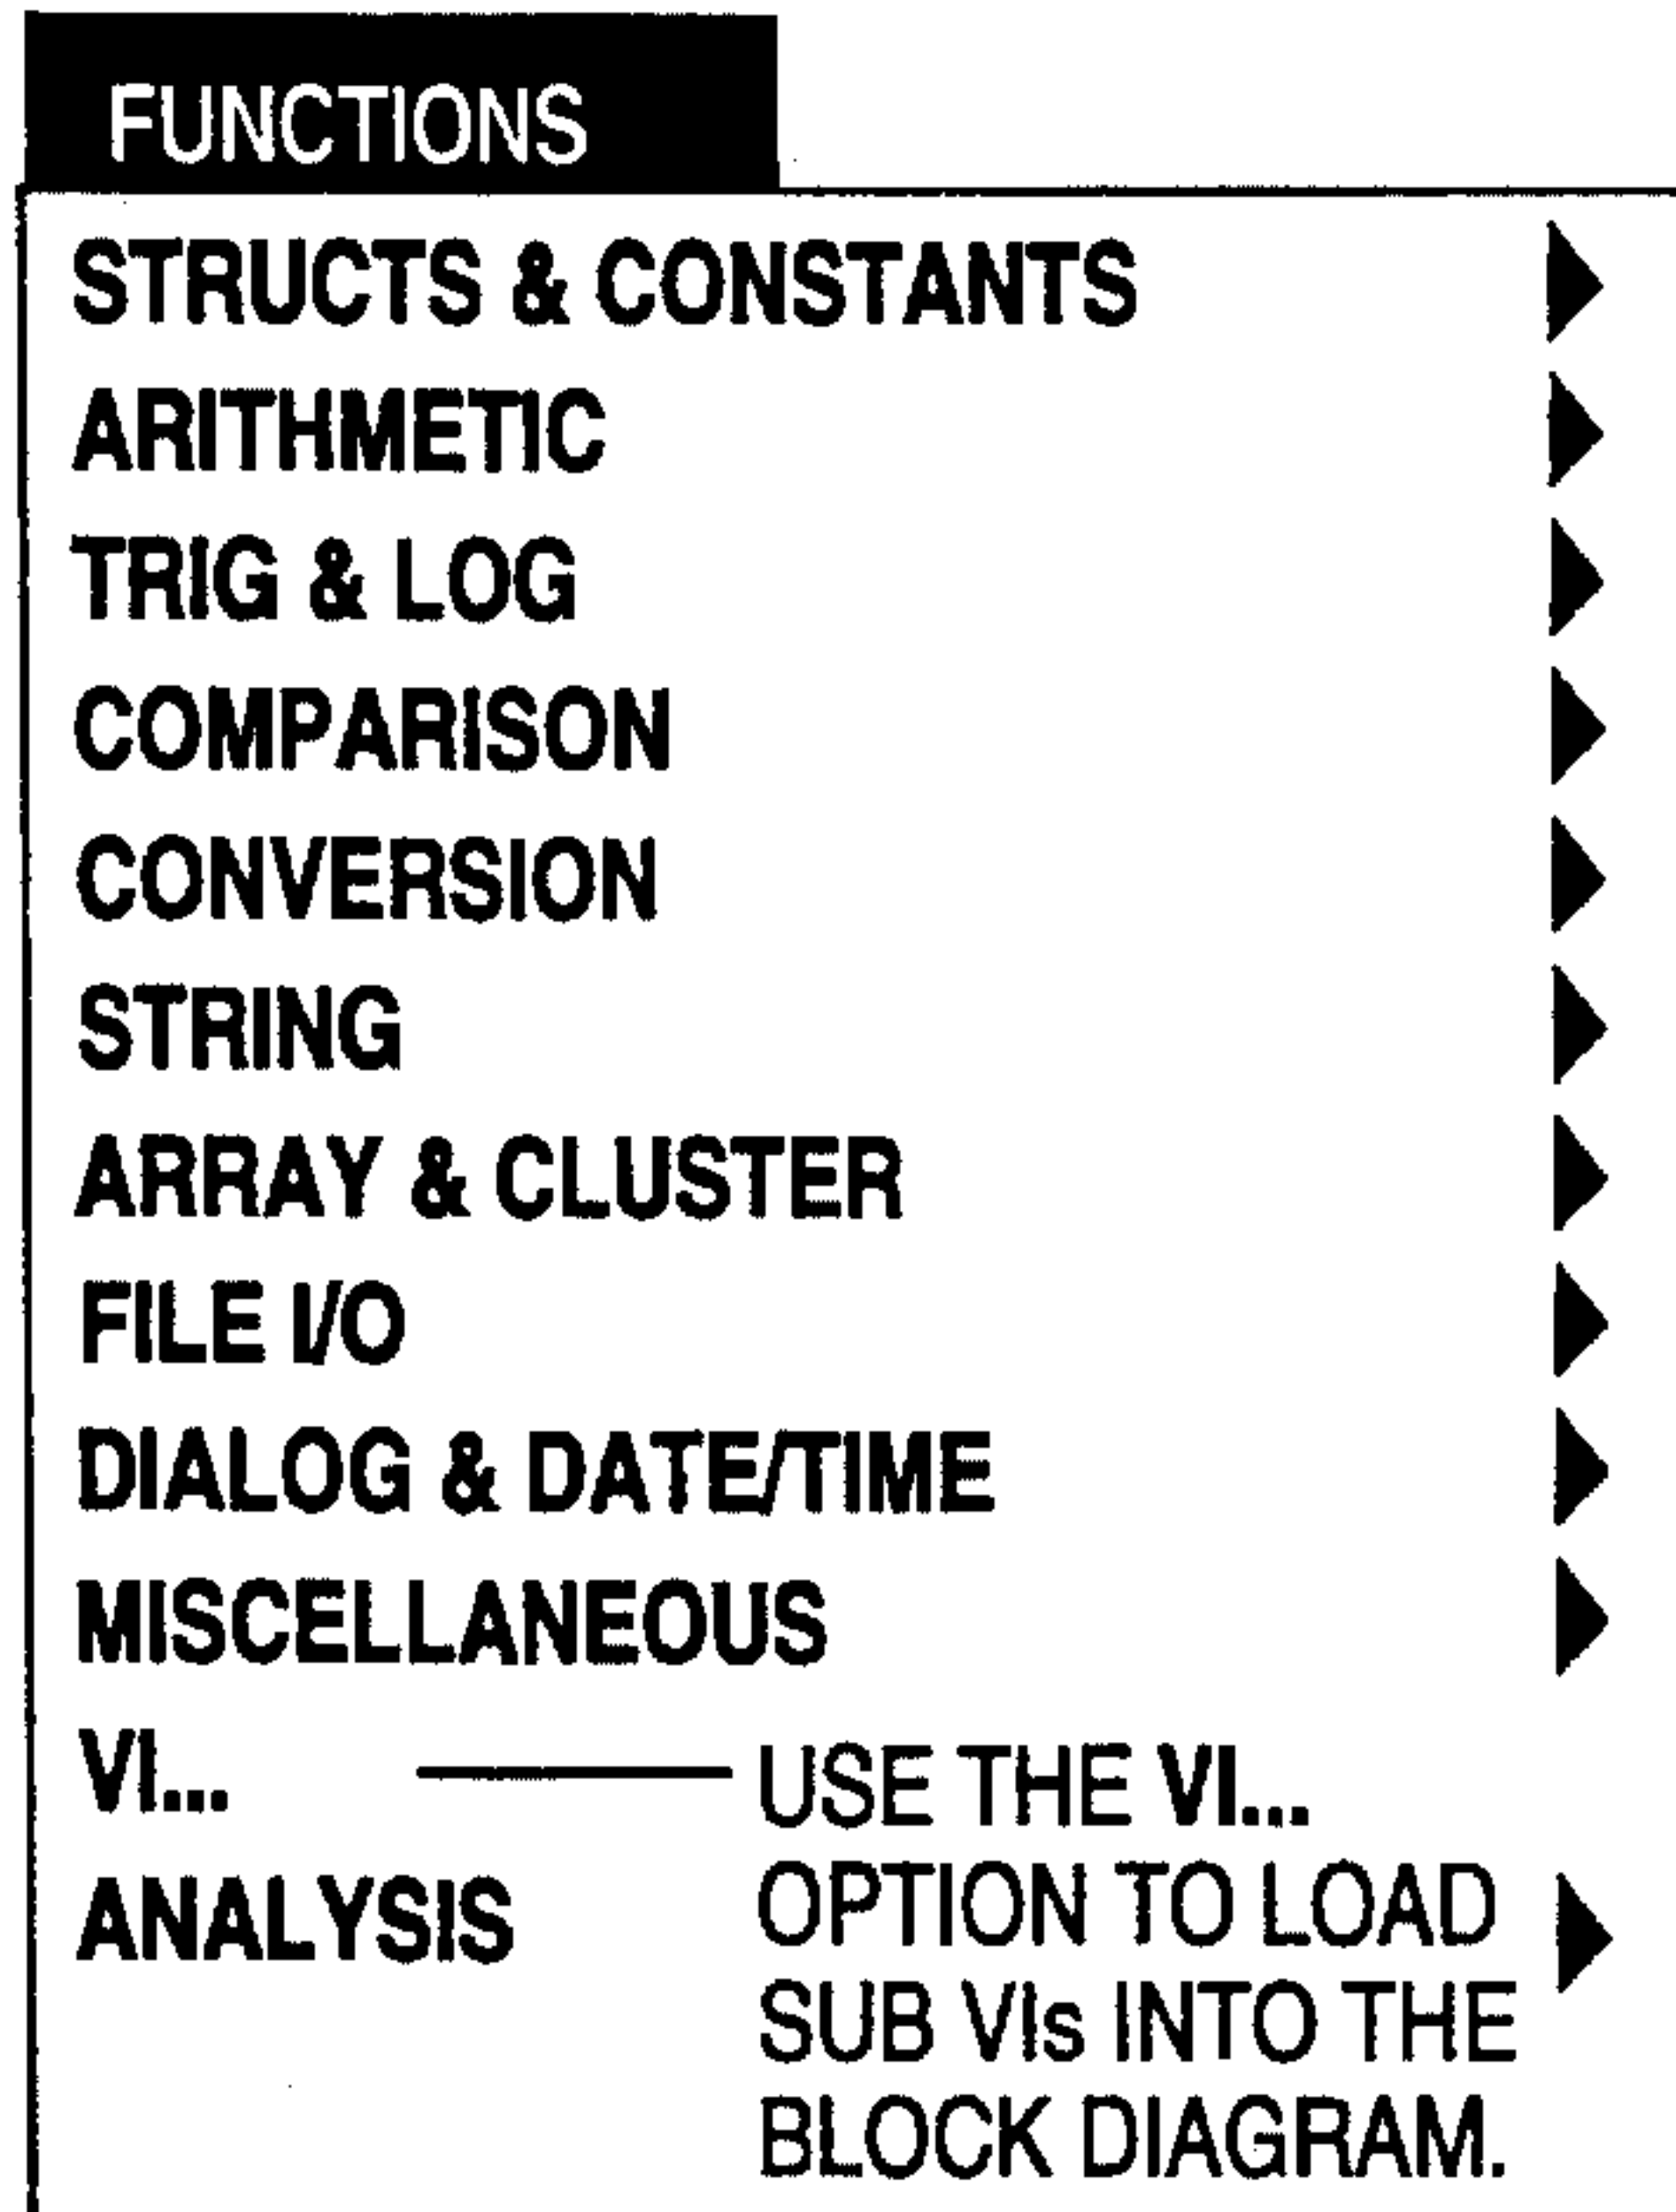 FUNCTIONS
STRUCTS & CONSTANTS
ARITHMETIC
TRIG & LOG
COMPARISON
CONVERSION
STRING
ARRAY & CLUSTER
FILE I/O
DIALOG & DATE/TIME
MISCELLANEOUS
VI...
ANALYSIS
USE THE VI...
OPTION TO LOAD
SUB VIs INTO THE
BLOCK DIAGRAM.